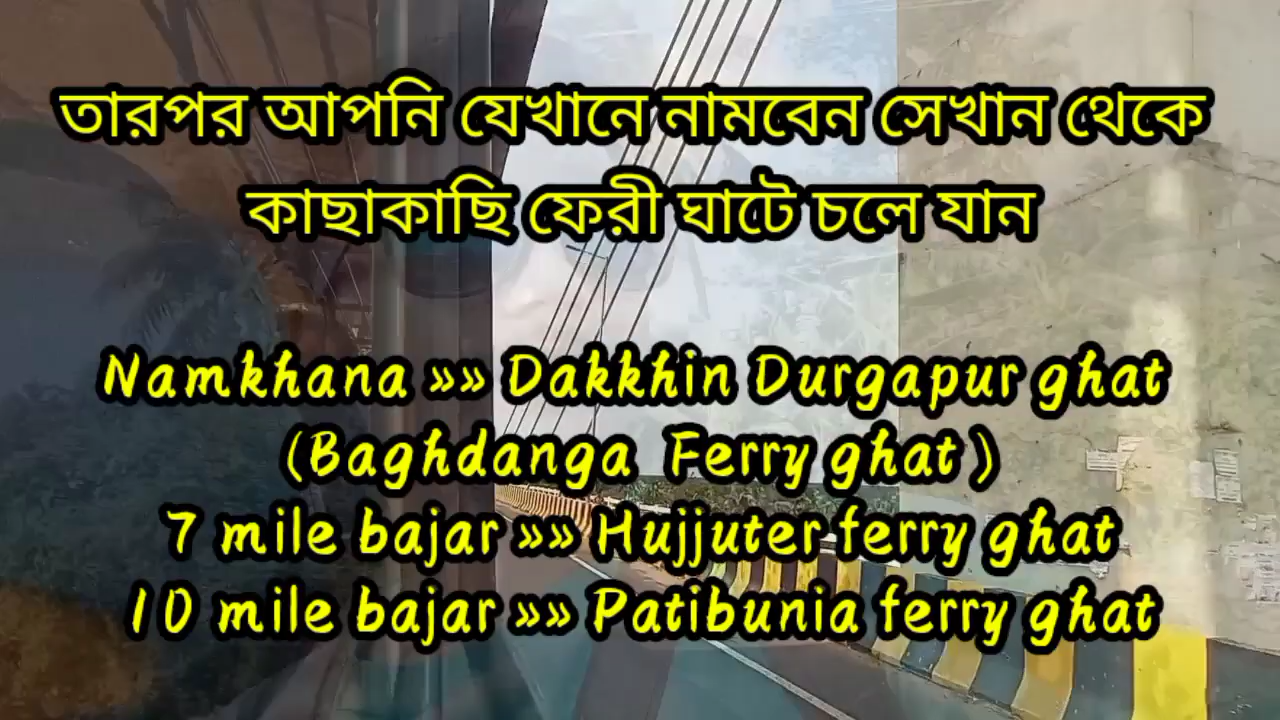 তারপর আপনি যেখানে নামবেন সেখান থেকে
কাছাকাছি ফেরী ঘাটে চলে যান
Namkhana »» Dakkhin Durgapur ghat
(Baghdanga Ferry ghat)
7 mile bajar »» Hujjuter ferry ghat
10 mile bajar »» Patibunia ferry ghat